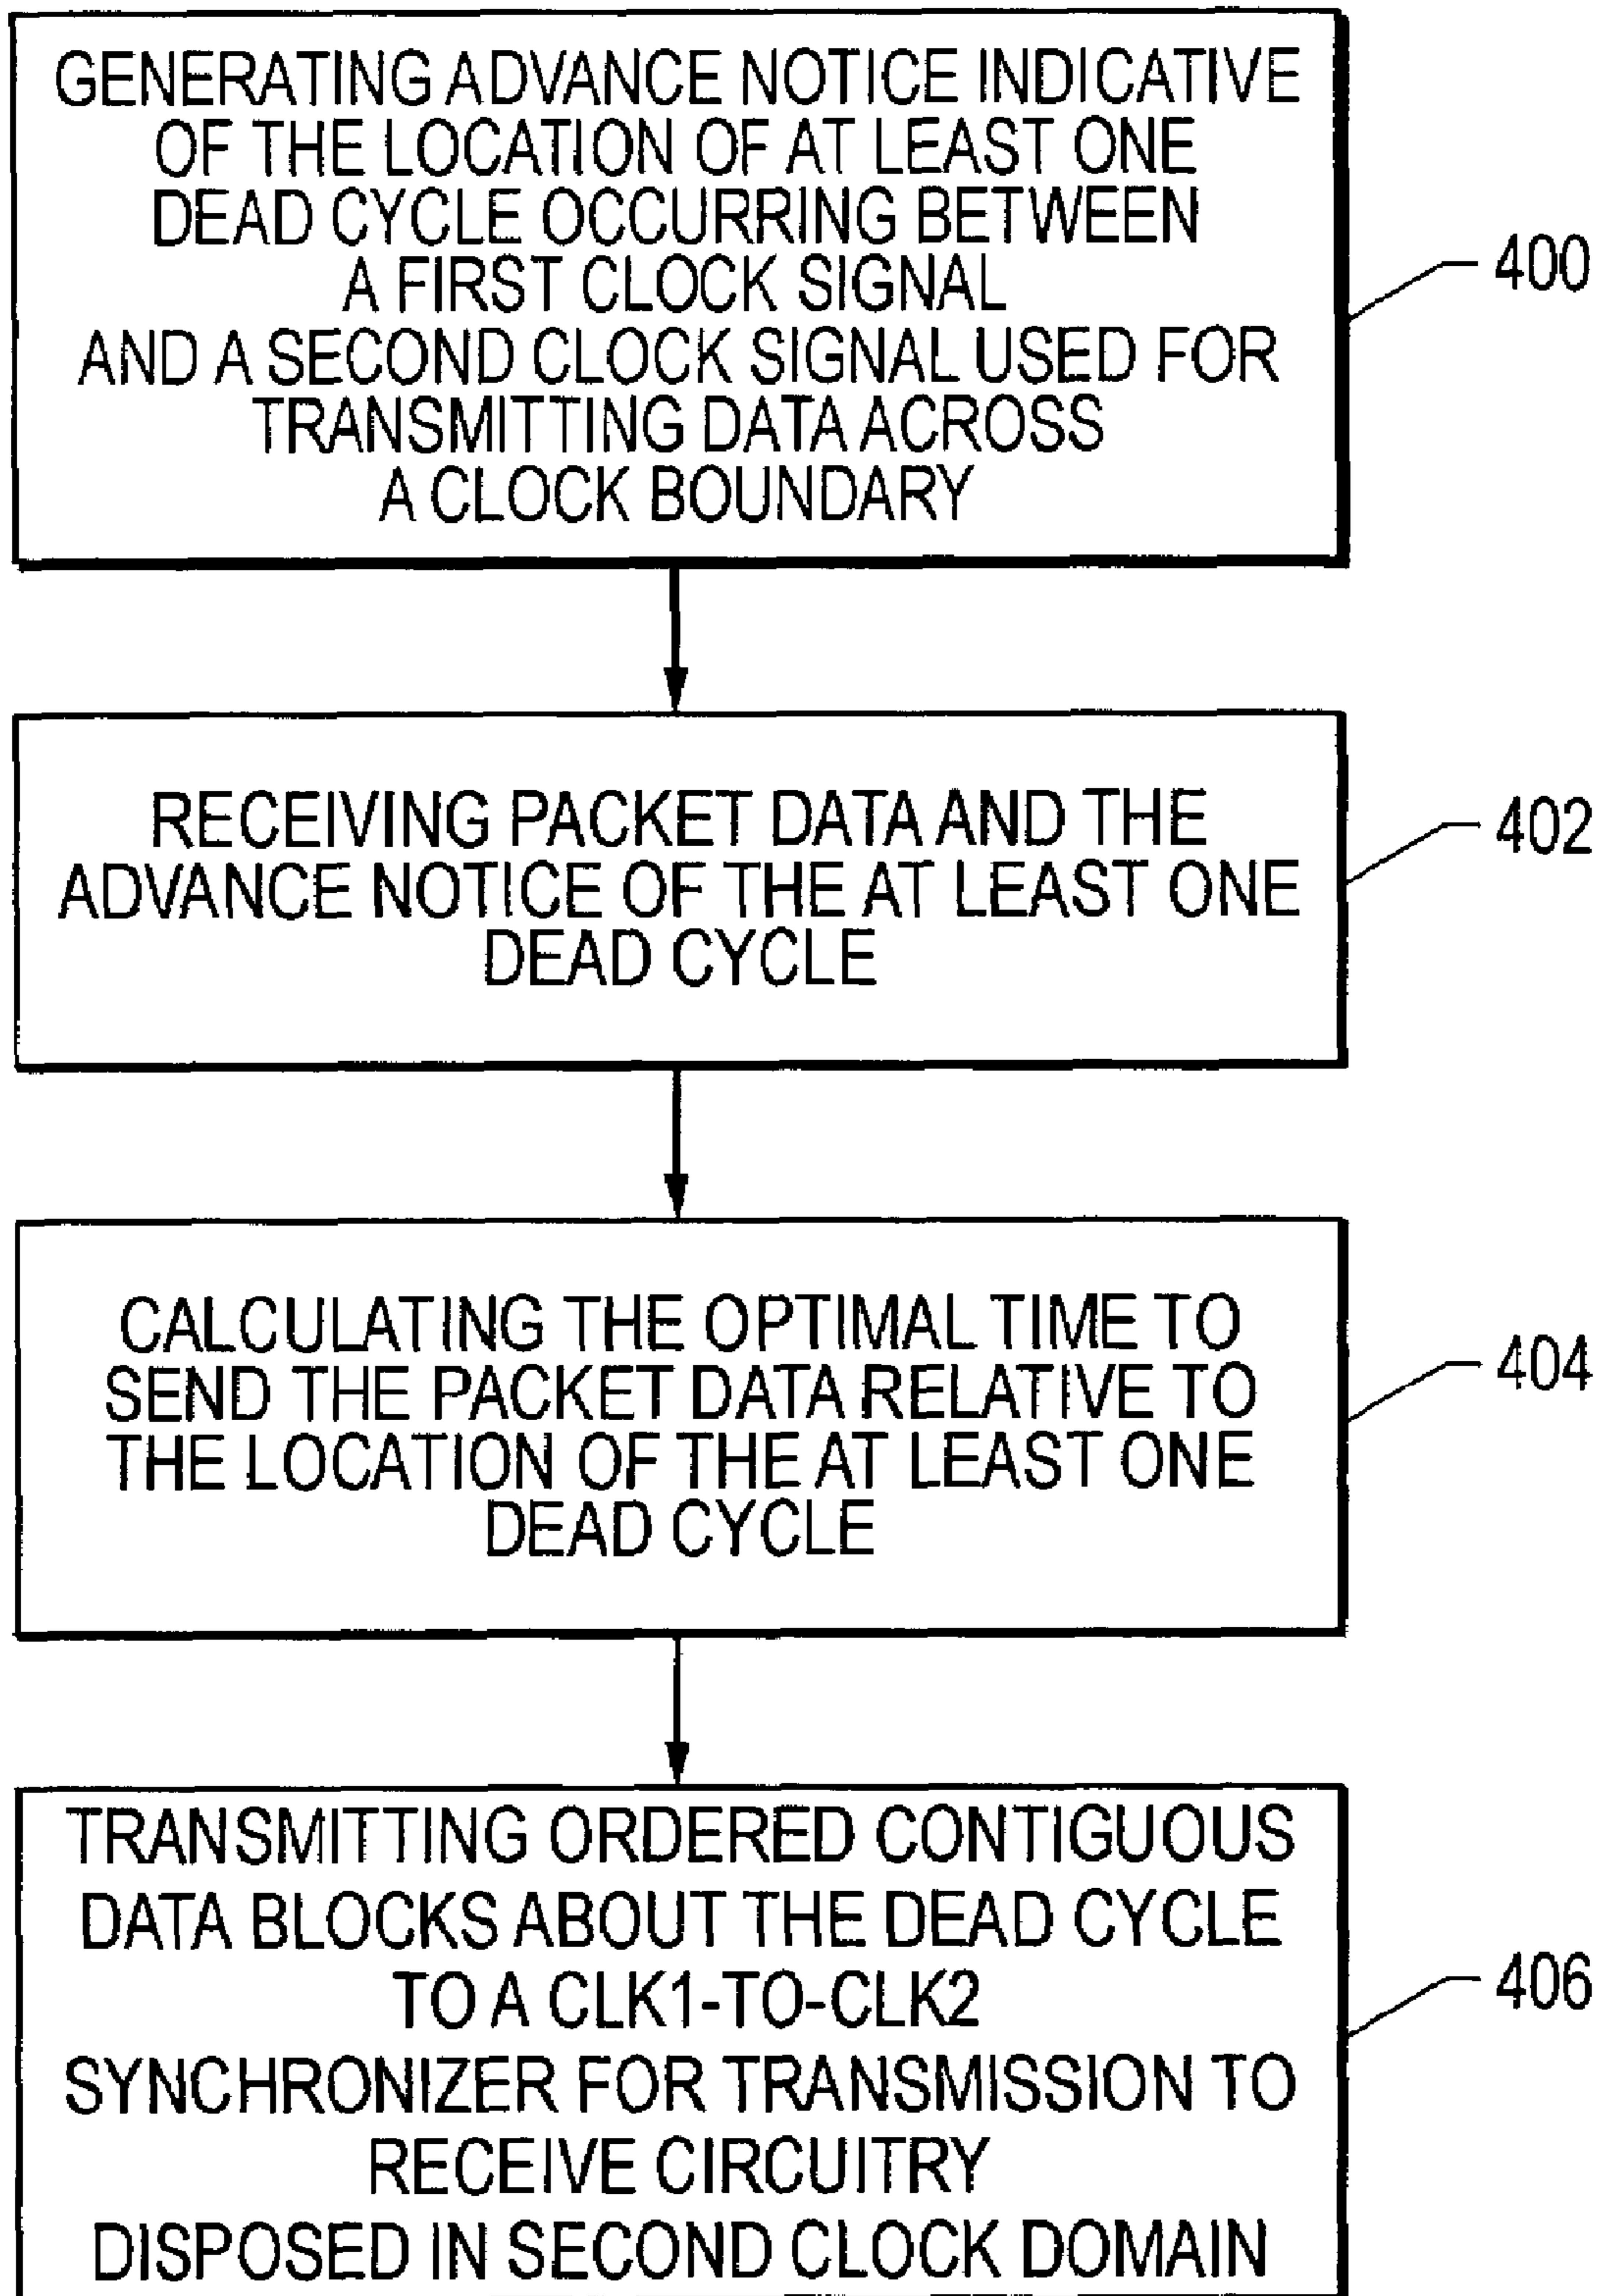 GENERATING ADVANCE NOTICE INDICATIVE
OF THE LOCATION OF AT LEAST ONE
DEAD CYCLE OCCURRING BETWEEN
A FIRST CLOCK SIGNAL
AND A SECOND CLOCK SIGNAL USED FOR
TRANSMITTING DATA ACROSS
A CLOCK BOUNDARY
400
RECEIVING PACKET DATA AND THE
ADVANCE NOTICE OF THE AT LEAST ONE
DEAD CYCLE
402
CALCULATING THE OPTIMAL TIME TO
SEND THE PACKET DATA RELATIVE TO
THE LOCATION OF THE AT LEAST ONE
DEAD CYCLE
404
TRANSMITTING ORDERED CONTIGUOUS
DATA BLOCKS ABOUT THE DEAD CYCLE
TO A CLK1-TO-CLK2
SYNCHRONIZER FOR TRANSMISSION TO
RECEIVE CIRCUITRY
DISPOSED IN SECOND CLOCK DOMAIN
406